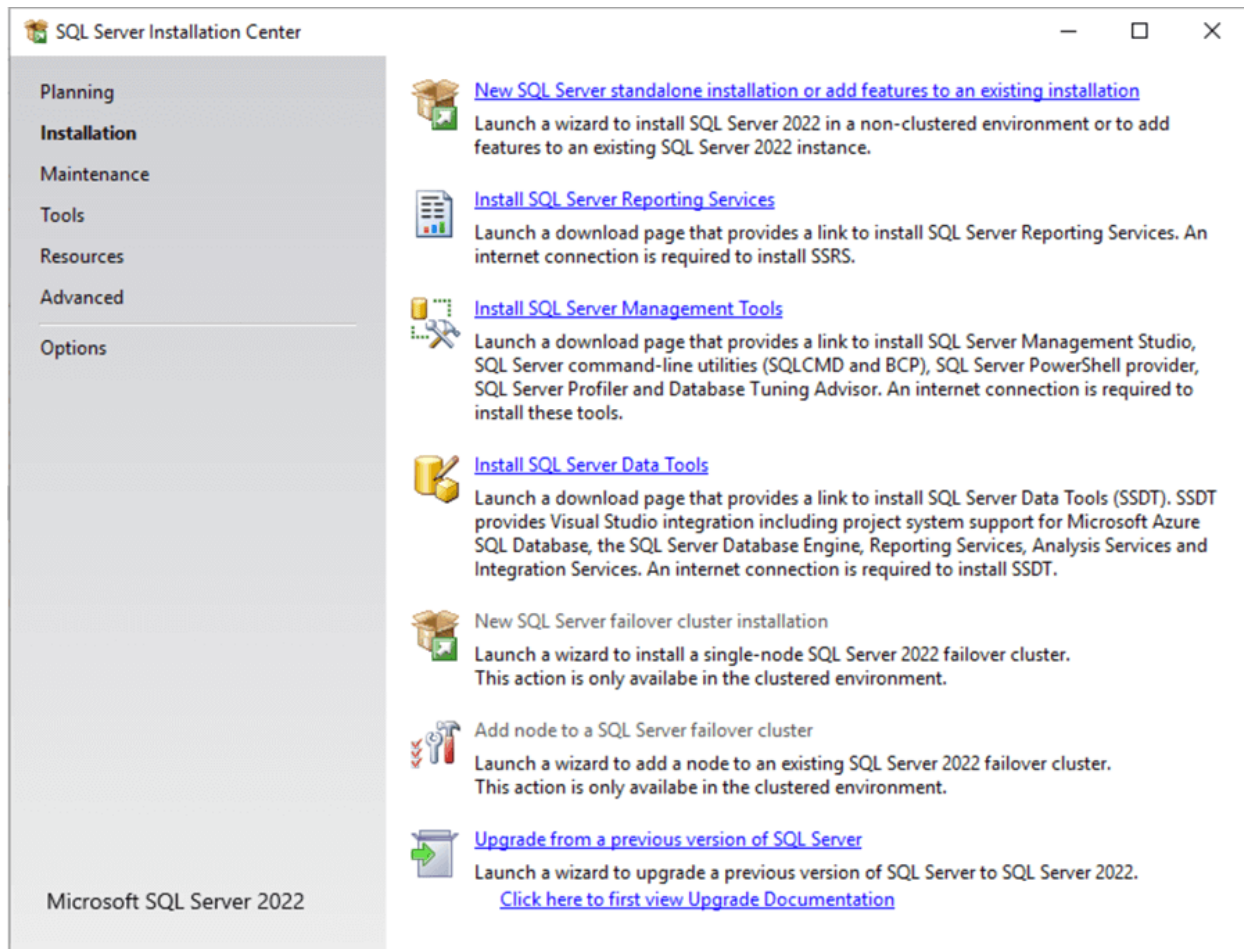 SQL Server Installation Center
Planning
Installation
Maintenance
Tools
Resources
Advanced
Options
Microsoft SQL Server 2022
New SQL Server standalone installation or add features to an existing installation
Launch a wizard to install SQL Server 2022 in a non-clustered environment or to add
features to an existing SQL Server 2022 instance.
Install SQL Server Reporting Services
Launch a download page that provides a link to install SQL Server Reporting Services. An
internet connection is required to install SSRS.
Install SQL Server Management Tools
Launch a download page that provides a link to install SQL Server Management Studio,
SQL Server command-line utilities (SQLCMD and BCP), SQL Server PowerShell provider,
SQL Server Profiler and Database Tuning Advisor. An internet connection is required to
install these tools.
Install SQL Server Data Tools
Launch a download page that provides a link to install SQL Server Data Tools (SSDT). SSDT
provides Visual Studio integration including project system support for Microsoft Azure
SQL Database, the SQL Server Database Engine, Reporting Services, Analysis Services and
Integration Services. An internet connection is required to install SSDT.
New SQL Server failover cluster installation
Launch a wizard to install a single-node SQL Server 2022 failover cluster.
This action is only availabe in the clustered environment.
Add node to a SQL Server failover cluster
Launch a wizard to add a node to an existing SQL Server 2022 failover cluster.
This action is only availabe in the clustered environment.
Upgrade from a previous version of SQL Server
Launch a wizard to upgrade a previous version of SQL Server to SQL Server 2022.
Click here to first view Upgrade Documentation